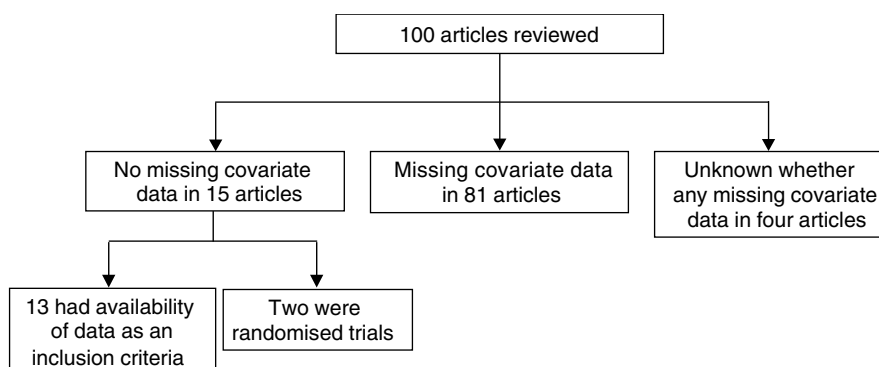 100 articles reviewed
No missing covariate
data in 15 articles
Missing covariate data
in 81 articles
Unknown whether
any missing covariate
data in four articles
13 had availability
of data as an
inclusion criteria
Two were
randomised trials